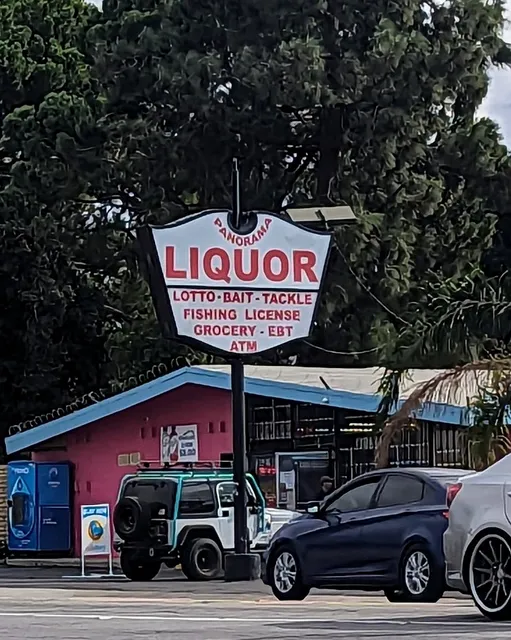 PANORAMA
LIQUOR
LOTTO·BAIT-TACKLE
FISHING LICENSE
GROCERY-EBT
ATM